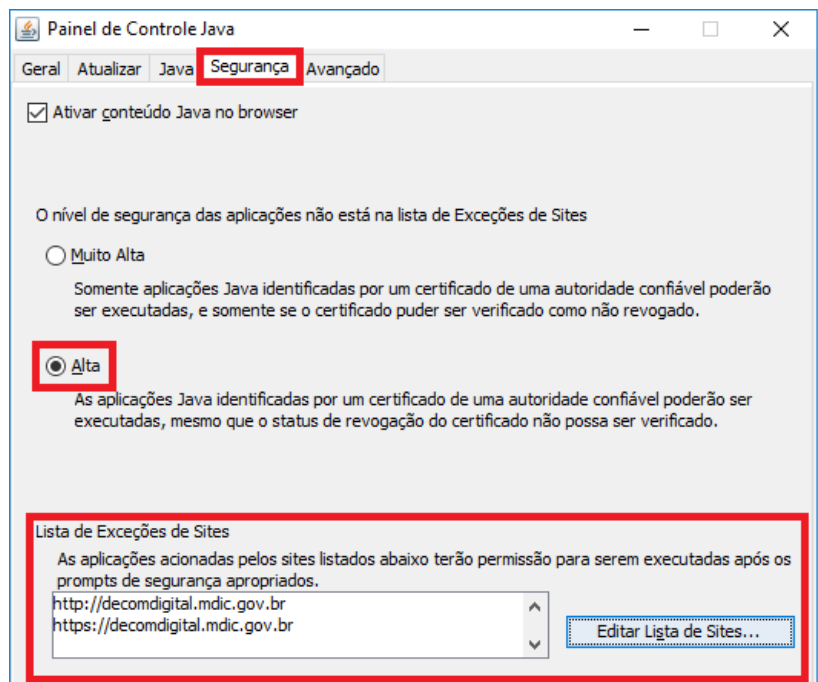 Painel de Controle Java
Geral Atualizar Java Segurança Avançado
Ativar conteúdo Java no browser
O nível de segurança das aplicações não está na lista de Exceções de Sites
Muito Alta
Somente aplicações Java identificadas por um certificado de uma autoridade confiável poderão
ser executadas, e somente se o certificado puder ser verificado como não revogado.
Alta
As aplicações Java identificadas por um certificado de uma autoridade confiável poderão ser
executadas, mesmo que o status de revogação do certificado não possa ser verificado.
Lista de Exceções de Sites
As aplicações acionadas pelos sites listados abaixo terão permissão para serem executadas após os
prompts de segurança apropriados.
http://decomdigital.mdic.gov.br
https://decomdigital.mdic.gov.br
Editar Lista de Sites...